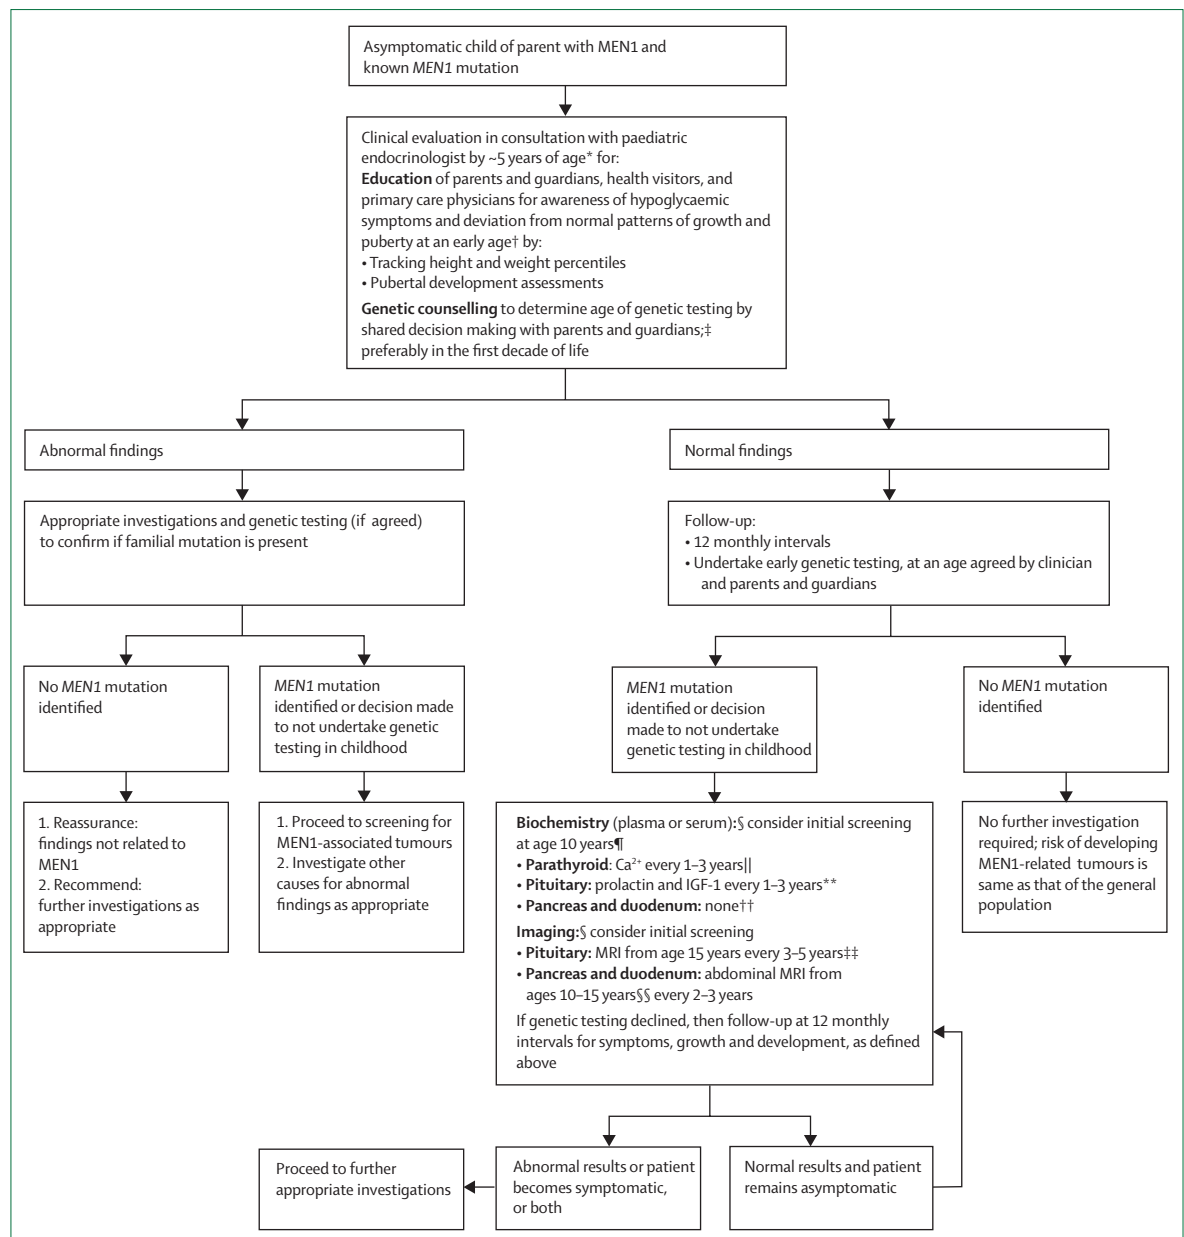 Asymptomatic child of parent with MEN1 and
known MEN1 mutation
Clinical evaluation in consultation with paediatric
endocrinologist by ~5 years of age* for:
Education of parents and guardians, health visitors, and
primary care physicians for awareness of hypoglycaemic
symptoms and deviation from normal patterns of growth and
puberty at an early age† by:
• Tracking height and weight percentiles
• Pubertal development assessments
Genetic counselling to determine age of genetic testing by
shared decision making with parents and guardians;‡
preferably in the first decade of life
Abnormal findings
Normal findings
Appropriate investigations and genetic testing (if agreed)
to confirm if familial mutation is present
Follow-up:
• 12 monthly intervals
• Undertake early genetic testing, at an age agreed by clinician
and parents and guardians
No MEN1 mutation
identified
MEN1 mutation
identified or decision made
to not undertake genetic
testing in childhood
MEN1 mutation
identified or decision
made to not undertake
genetic testing in childhood
No MEN1 mutation
identified
1. Reassurance:
findings not related to
MEN1
2. Recommend:
further investigations as
appropriate
1. Proceed to screening for
MEN1-associated tumours
2. Investigate other
causes for abnormal
findings as appropriate
Biochemistry (plasma or serum):§ consider initial screening
at age 10 years¶
• Parathyroid: Ca²⁺ every 1–3 years||
• Pituitary: prolactin and IGF-1 every 1–3 years**
• Pancreas and duodenum: none††
Imaging:§ consider initial screening
• Pituitary: MRI from age 15 years every 3–5 years‡‡
• Pancreas and duodenum: abdominal MRI from
ages 10–15 years§§ every 2–3 years
If genetic testing declined, then follow-up at 12 monthly
intervals for symptoms, growth and development, as defined
above
No further investigation
required; risk of developing
MEN1-related tumours is
same as that of the general
population
Proceed to further
appropriate investigations
Abnormal results or patient
becomes symptomatic,
or both
Normal results and patient
remains asymptomatic